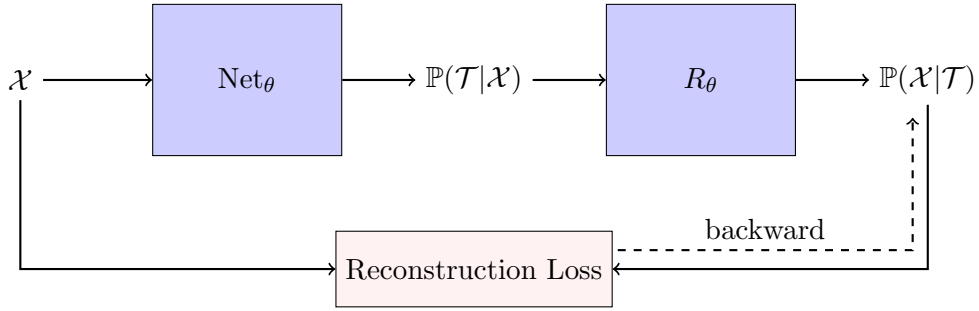 𝒳
Net_θ
ℙ(𝒯|𝒳)
R_θ
ℙ(𝒳|𝒯)
backward
Reconstruction Loss